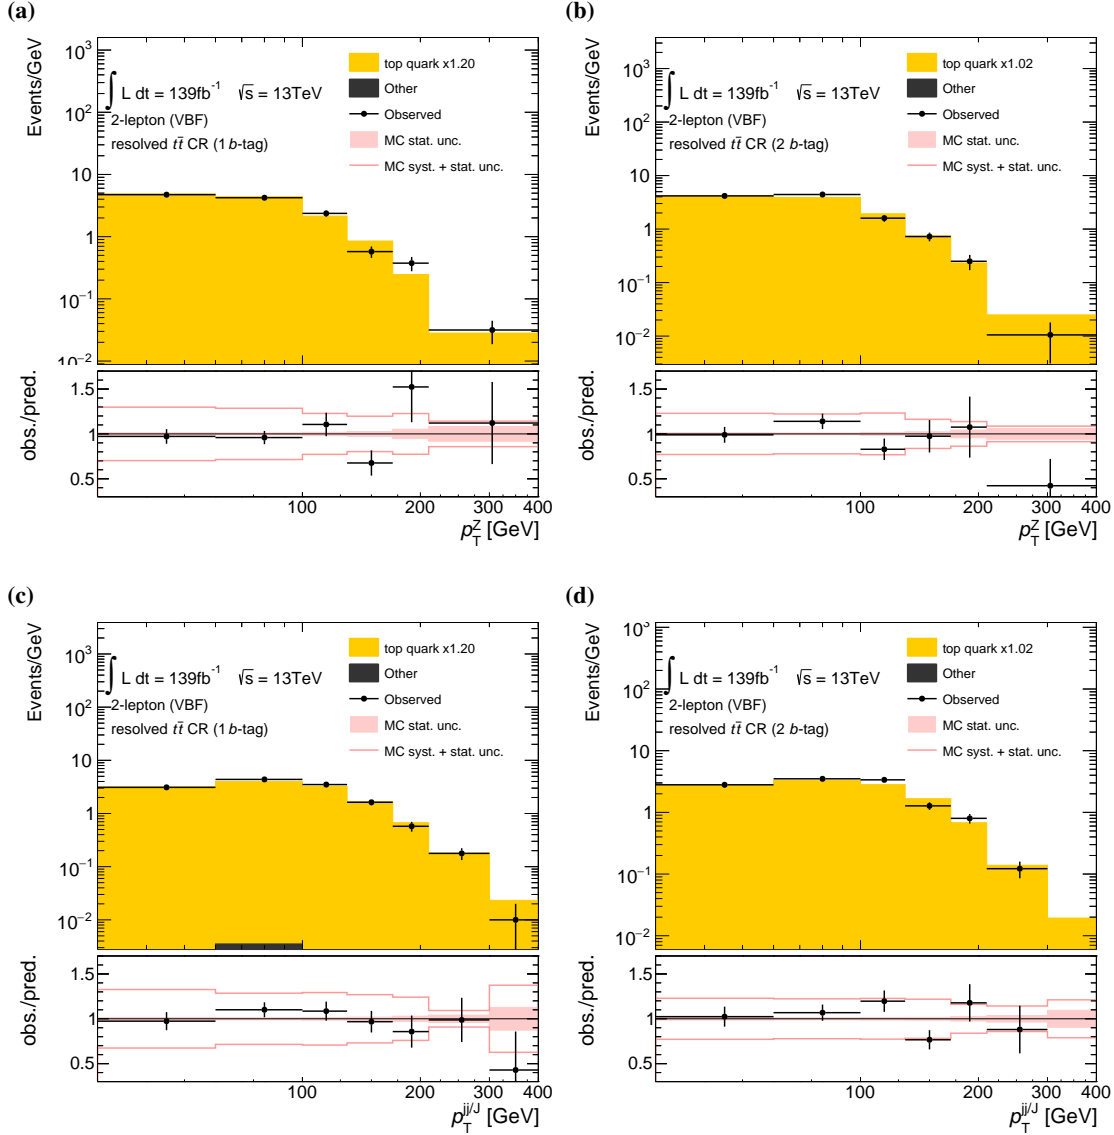 (a)
10³
10²
10
1
10⁻¹
10⁻²
Events/GeV
∫ L dt = 139fb⁻¹ √s = 13TeV
2-lepton (VBF)
resolved tt̄ CR (1 b-tag)
top quark x1.20
Other
Observed
MC stat. unc.
MC syst. + stat. unc.
1.5
1
0.5
obs./pred.
100
200
300
400
p_T^Z [GeV]
(b)
10³
10²
10
1
10⁻¹
10⁻²
Events/GeV
∫ L dt = 139fb⁻¹ √s = 13TeV
2-lepton (VBF)
resolved tt̄ CR (2 b-tag)
top quark x1.02
Other
Observed
MC stat. unc.
MC syst. + stat. unc.
1.5
1
0.5
obs./pred.
100
200
300
400
p_T^Z [GeV]
(c)
10³
10²
10
1
10⁻¹
10⁻²
Events/GeV
∫ L dt = 139fb⁻¹ √s = 13TeV
2-lepton (VBF)
resolved tt̄ CR (1 b-tag)
top quark x1.20
Other
Observed
MC stat. unc.
MC syst. + stat. unc.
1.5
1
0.5
obs./pred.
100
200
300
400
p_T^jj/J [GeV]
(d)
10³
10²
10
1
10⁻¹
10⁻²
Events/GeV
∫ L dt = 139fb⁻¹ √s = 13TeV
2-lepton (VBF)
resolved tt̄ CR (2 b-tag)
top quark x1.02
Other
Observed
MC stat. unc.
MC syst. + stat. unc.
1.5
1
0.5
obs./pred.
100
200
300
400
p_T^jj/J [GeV]